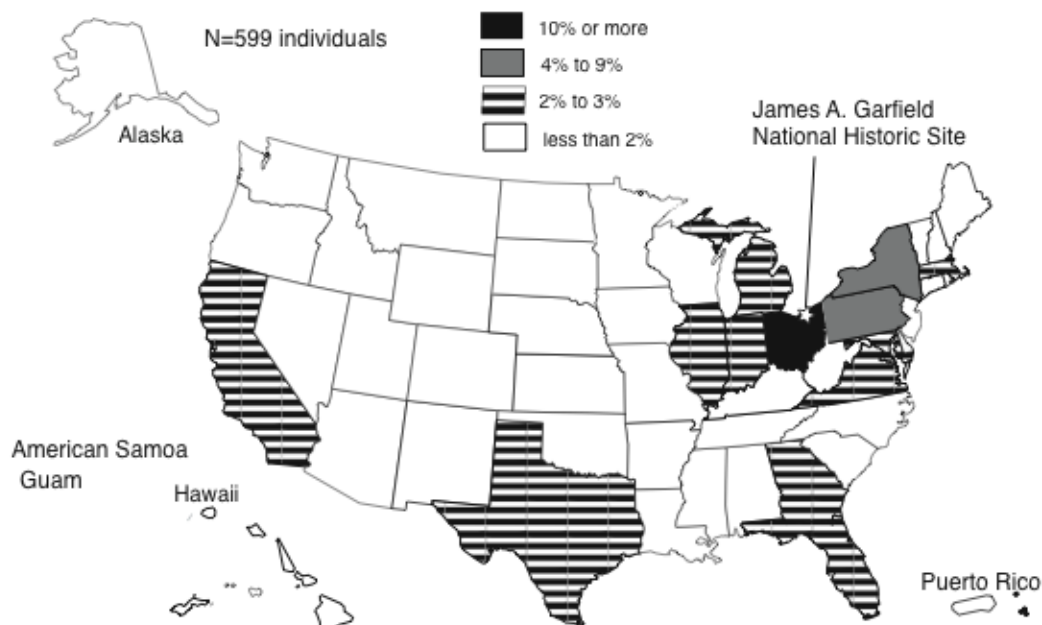 N=599 individuals
10% or more
4% to 9%
2% to 3%
less than 2%
James A. Garfield
National Historic Site
Alaska
American Samoa
Guam
Hawaii
Puerto Rico